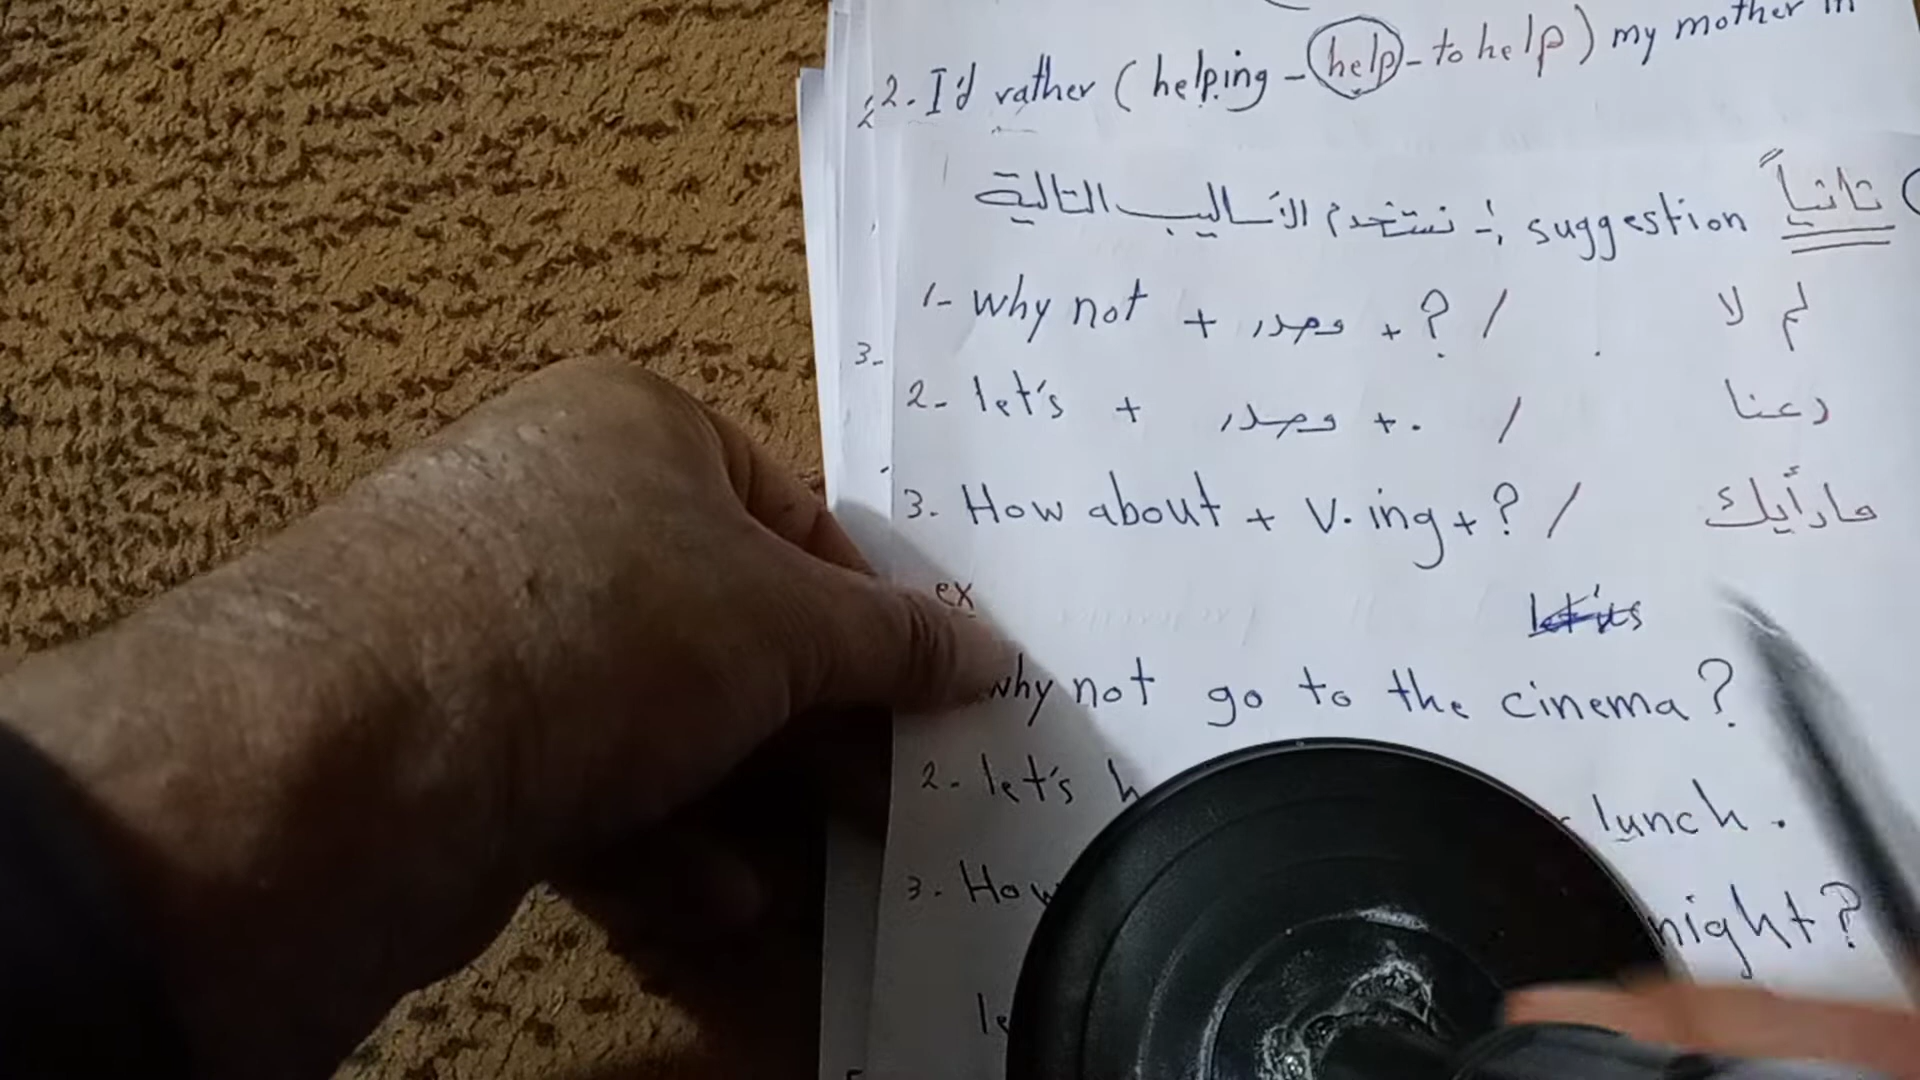 2. I'd rather (helping - help - to help) my mother in
ثانياً suggestion :- نستخدم الأساليب التالية
1- why not + مصدر + ? / لم لا
3-
2- let's + مصدر + . / دعنا
3. How about + V.ing + ? / ما رأيك
ex
why not go to the cinema?
2- let's lunch.
3. How night?